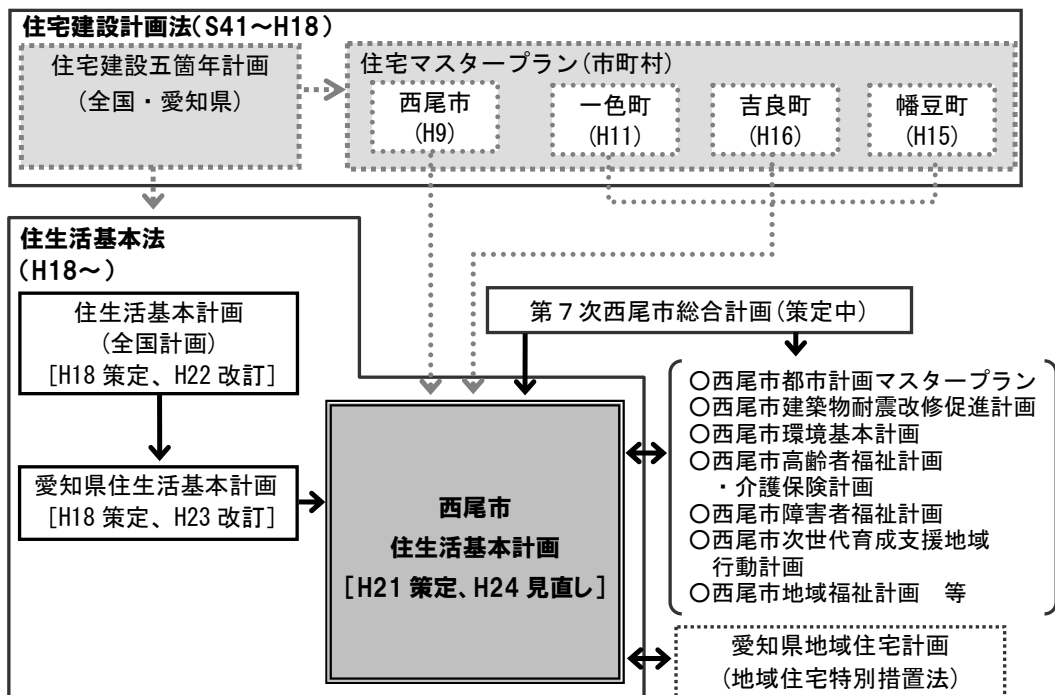 住宅建設計画法(S41～H18)
住宅建設五箇年計画
(全国・愛知県)
住宅マスタープラン(市町村)
西尾市
(H9)
一色町
(H11)
吉良町
(H16)
幡豆町
(H15)
住生活基本法
(H18～)
住生活基本計画
(全国計画)
[H18 策定、H22 改訂]
愛知県住生活基本計画
[H18 策定、H23 改訂]
第７次西尾市総合計画(策定中)
西尾市
住生活基本計画
[H21 策定、H24 見直し]
○西尾市都市計画マスタープラン
○西尾市建築物耐震改修促進計画
○西尾市環境基本計画
○西尾市高齢者福祉計画
・介護保険計画
○西尾市障害者福祉計画
○西尾市次世代育成支援地域
行動計画
○西尾市地域福祉計画　等
愛知県地域住宅計画
(地域住宅特別措置法)